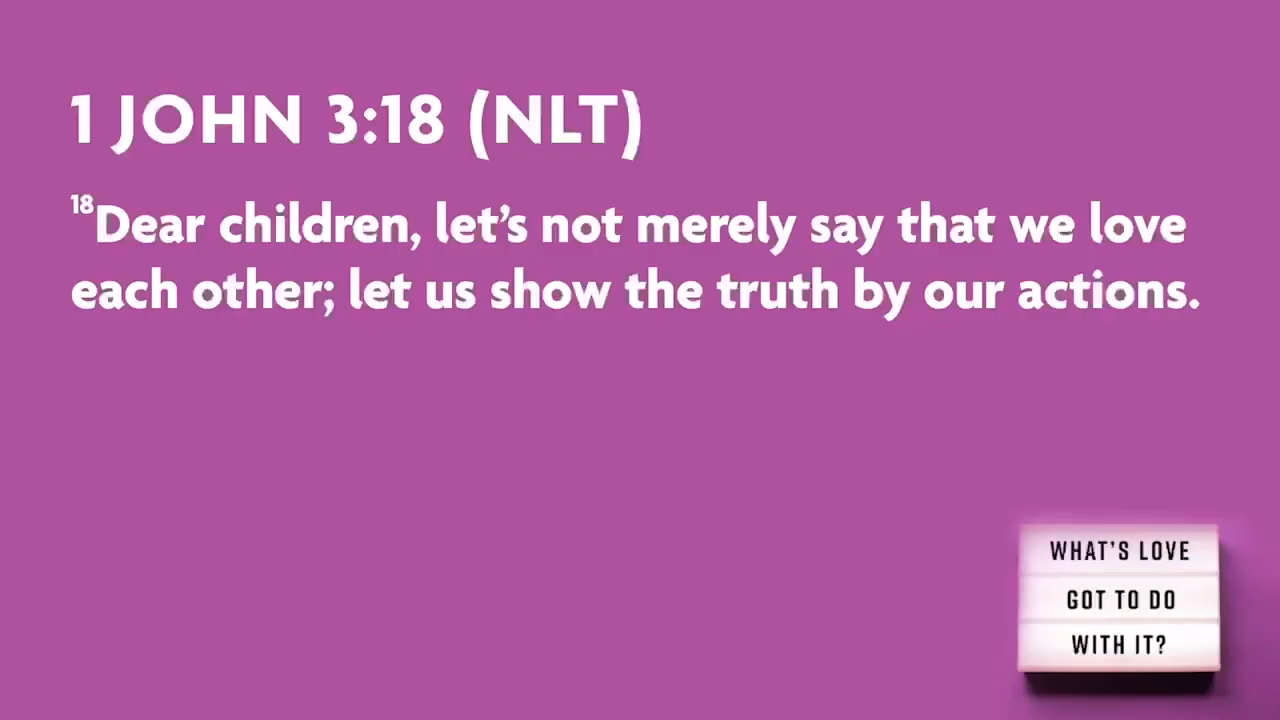 1 JOHN 3:18 (NLT)
18Dear children, let's not merely say that we love
each other; let us show the truth by our actions.
WHAT'S LOVE
GOT TO DO
WITH IT?